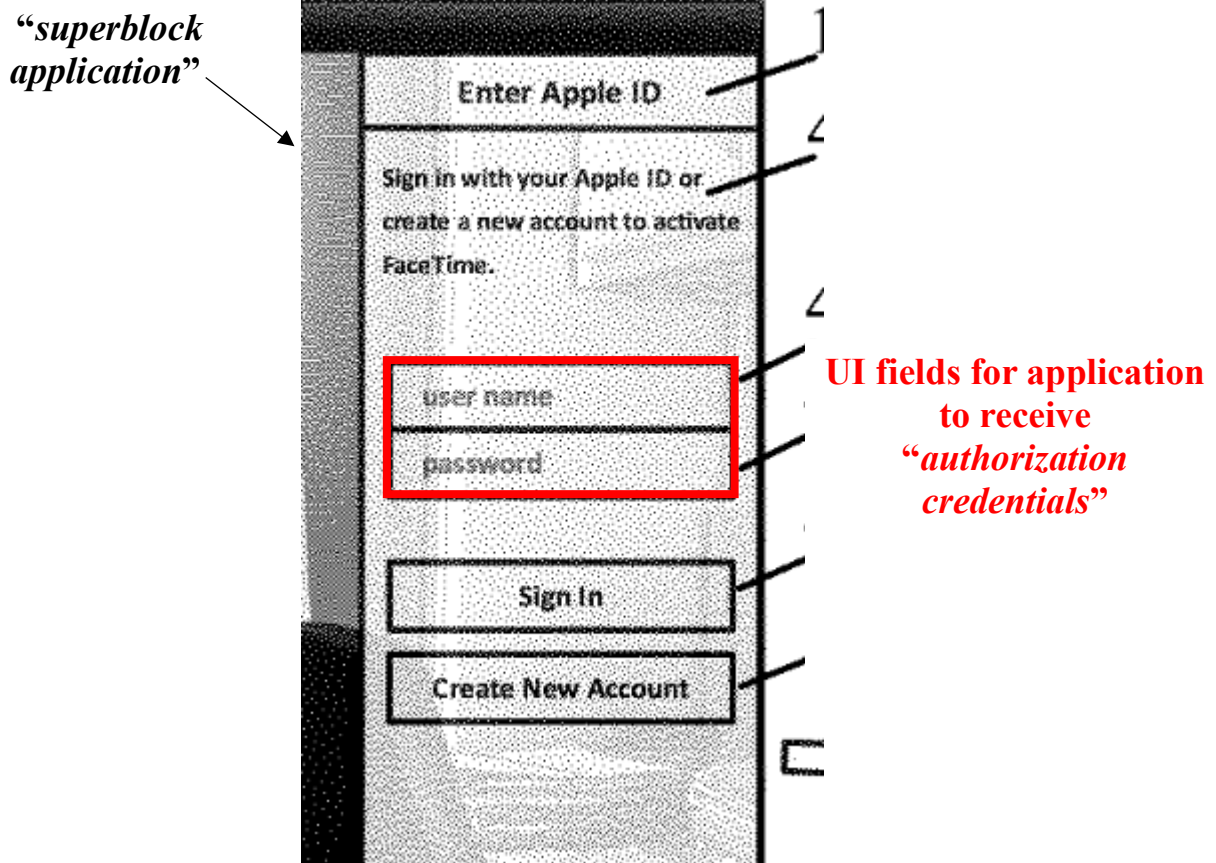 “superblock
application”
Enter Apple ID
Sign in with your Apple ID or
create a new account to activate
FaceTime.
user name
password
UI fields for application
to receive
“authorization
credentials”
Sign In
Create New Account